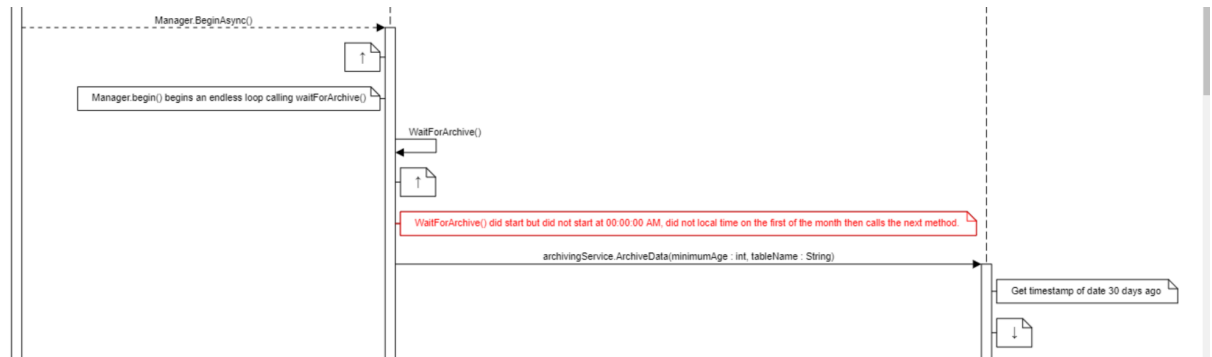 Manager.BeginAsync()
↑
Manager.begin() begins an endless loop calling waitForArchive()
WaitForArchive()
↑
WaitForArchive() did start but did not start at 00:00:00 AM, did not local time on the first of the month then calls the next method.
archivingService.ArchiveData(minimumAge : int, tableName : String)
Get timestamp of date 30 days ago
↓